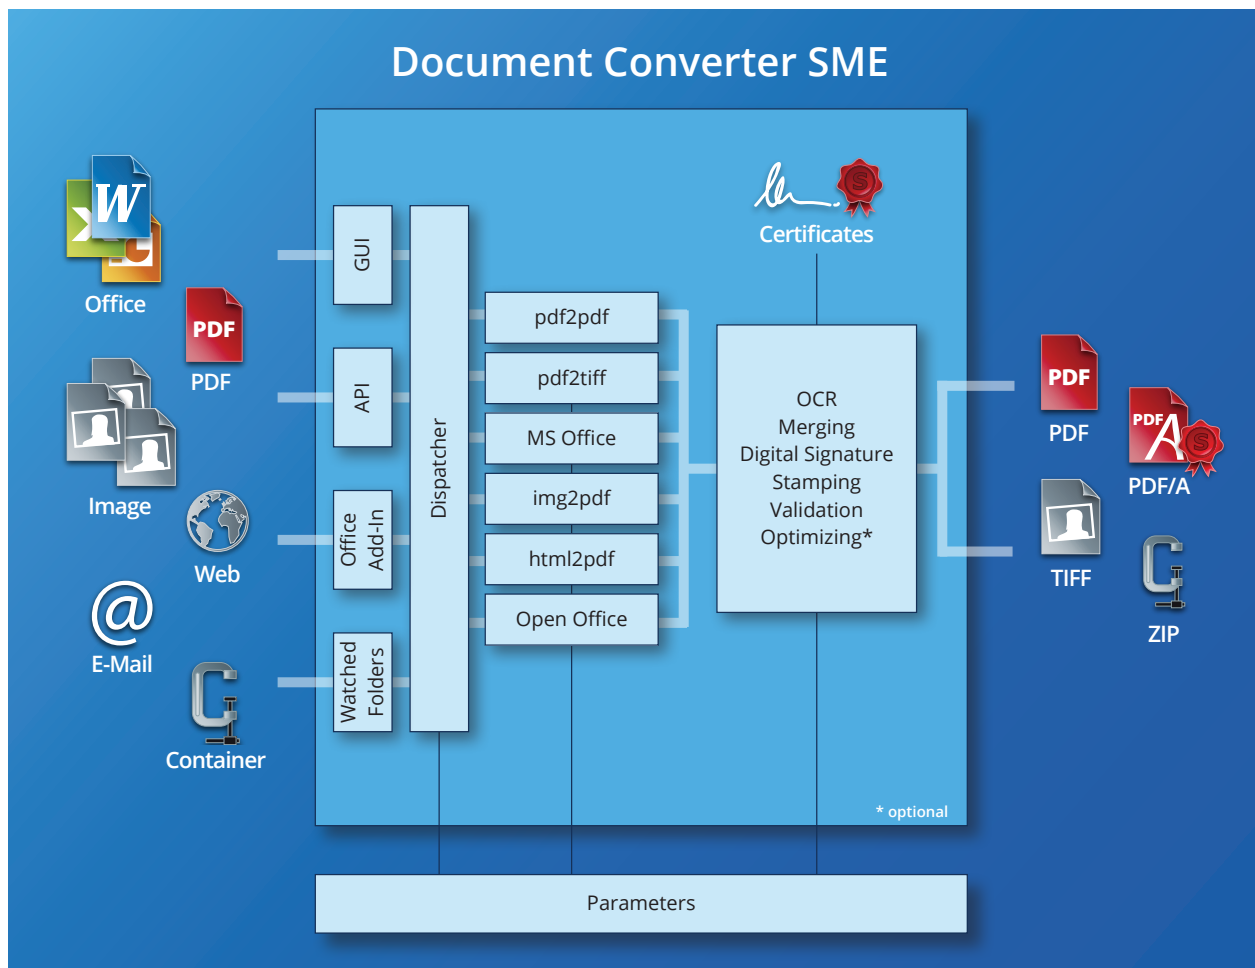 Document Converter SME
W
X
Office
PDF
PDF
Image
Web
@
E-Mail
Container
GUI
API
Office
Add-In
Watched
Folders
Dispatcher
pdf2pdf
pdf2tiff
MS Office
img2pdf
html2pdf
Open Office
S
Certificates
OCR
Merging
Digital Signature
Stamping
Validation
Optimizing*
PDF
PDF
PDF
A
S
PDF/A
TIFF
ZIP
* optional
Parameters